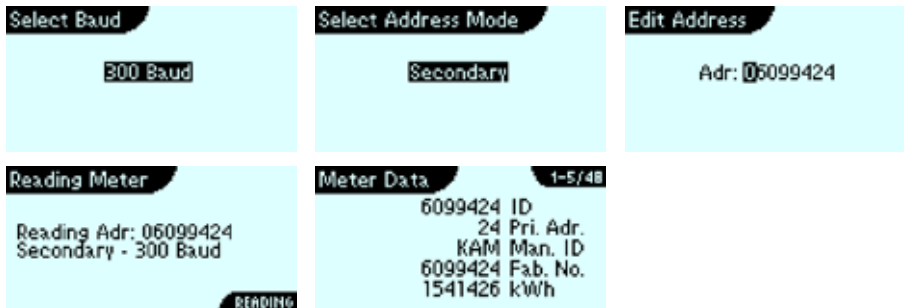 Select Baud
300 Baud
Select Address Mode
Secondary
Edit Address
Adr: 06099424
Reading Meter
Reading Adr: 06099424
Secondary - 300 Baud
READING
Meter Data
1-5/48
6099424 ID
24 Pri. Adr.
KAM Man. ID
6099424 Fab. No.
1541426 kWh